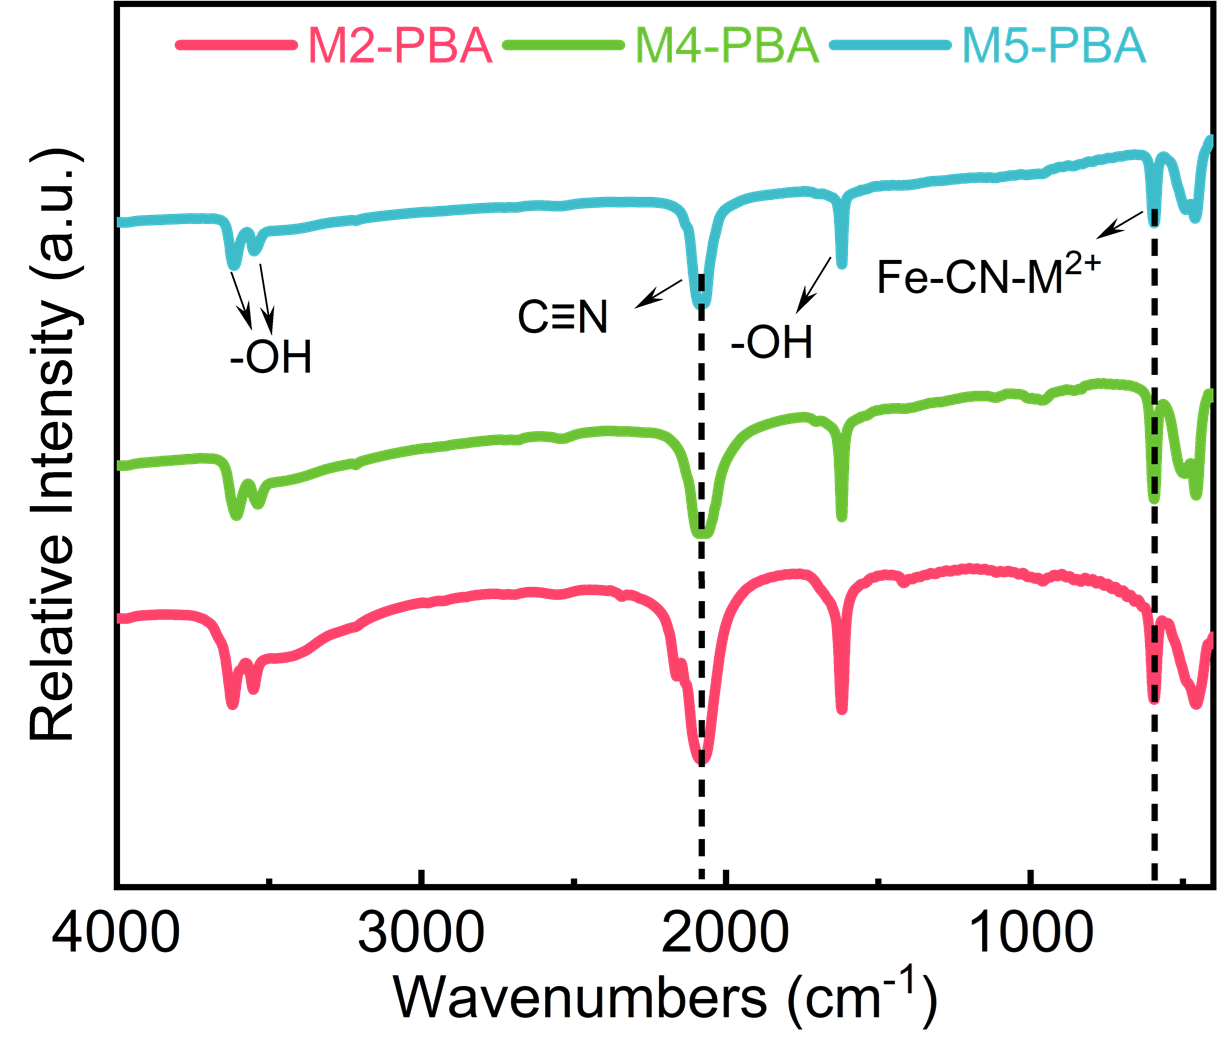 M2-PBA M4-PBA M5-PBA
Relative Intensity (a.u.)
Fe-CN-M²⁺
C≡N
-OH
-OH
4000 3000 2000 1000
Wavenumbers (cm⁻¹)